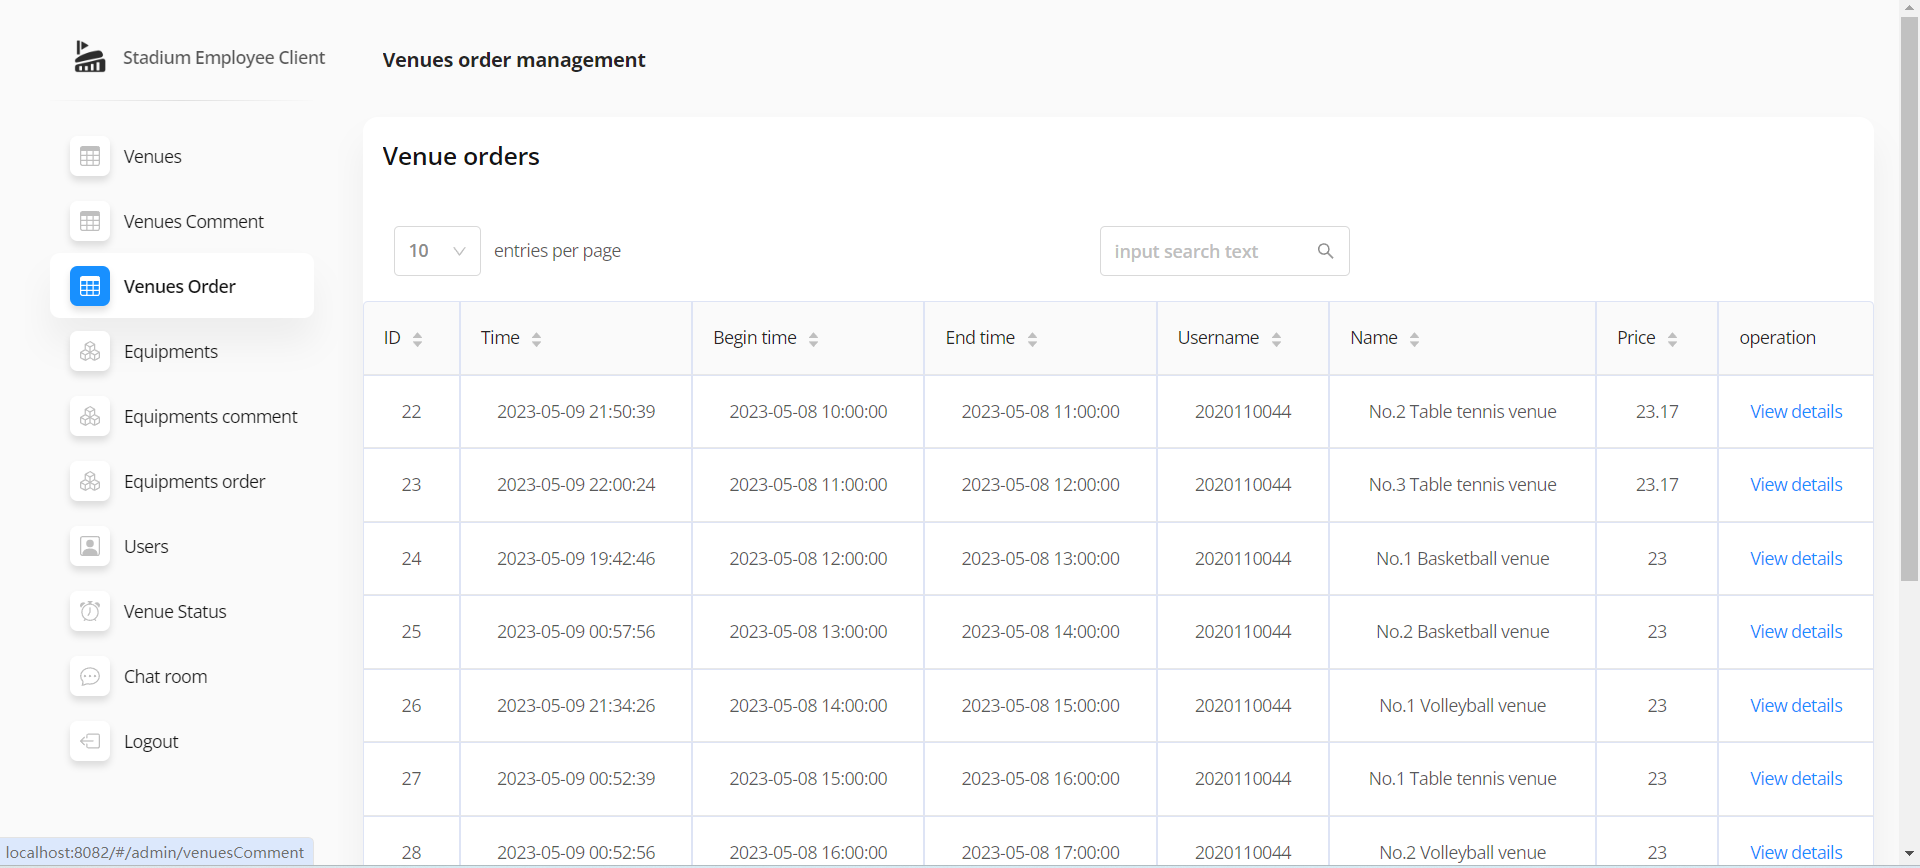 Stadium Employee Client
Venues order management
Venues
Venues Comment
Venues Order
Equipments
Equipments comment
Equipments order
Users
Venue Status
Chat room
Logout
Venue orders
10 entries per page
input search text
ID Time Begin time End time Username Name Price operation
22 2023-05-09 21:50:39 2023-05-08 10:00:00 2023-05-08 11:00:00 2020110044 No.2 Table tennis venue 23.17 View details
23 2023-05-09 22:00:24 2023-05-08 11:00:00 2023-05-08 12:00:00 2020110044 No.3 Table tennis venue 23.17 View details
24 2023-05-09 19:42:46 2023-05-08 12:00:00 2023-05-08 13:00:00 2020110044 No.1 Basketball venue 23 View details
25 2023-05-09 00:57:56 2023-05-08 13:00:00 2023-05-08 14:00:00 2020110044 No.2 Basketball venue 23 View details
26 2023-05-09 21:34:26 2023-05-08 14:00:00 2023-05-08 15:00:00 2020110044 No.1 Volleyball venue 23 View details
27 2023-05-09 00:52:39 2023-05-08 15:00:00 2023-05-08 16:00:00 2020110044 No.1 Table tennis venue 23 View details
28 2023-05-09 00:52:56 2023-05-08 16:00:00 2023-05-08 17:00:00 2020110044 No.2 Volleyball venue 23 View details
localhost:8082/#/admin/venuesComment